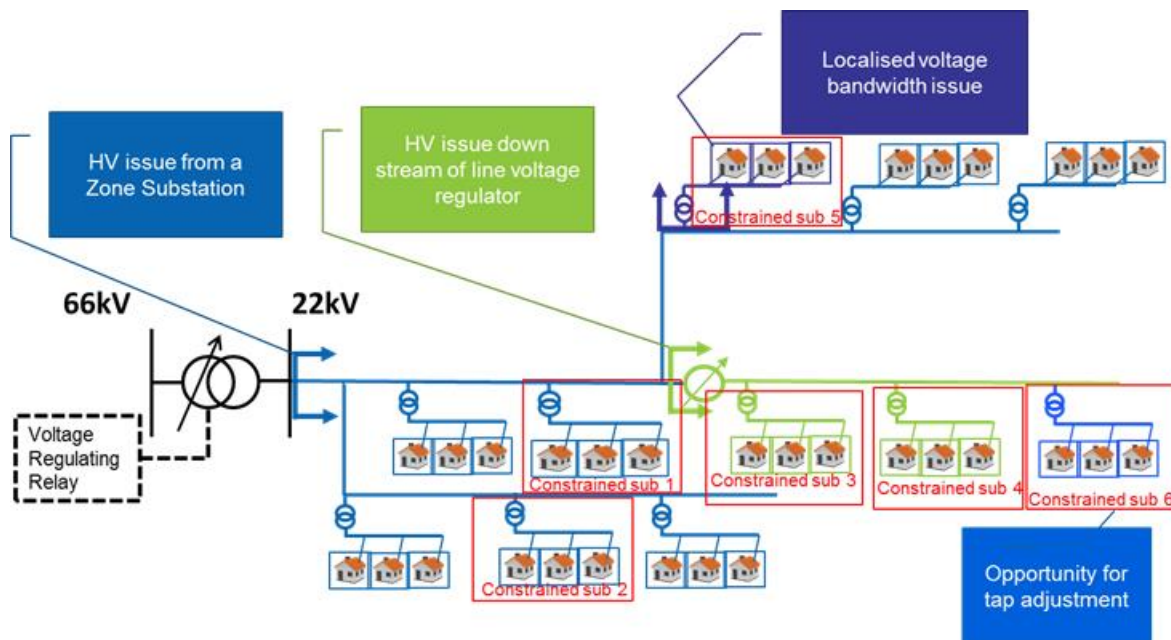 Localised voltage
bandwidth issue
HV issue from a
Zone Substation
HV issue down
stream of line voltage
regulator
Constrained sub 5
66kV
22kV
Voltage
Regulating
Relay
Constrained sub 1
Constrained sub 3
Constrained sub 4
Constrained sub 6
Constrained sub 2
Opportunity for
tap adjustment